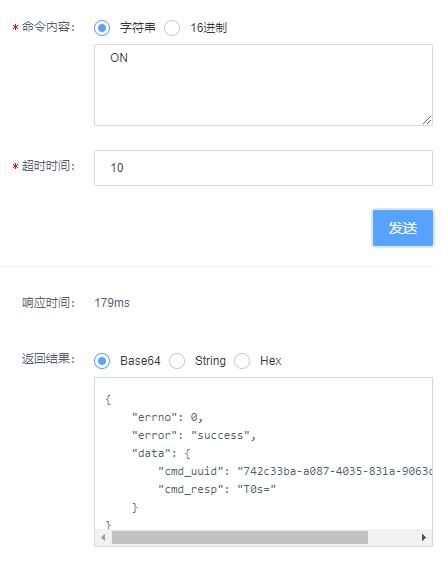 * 命令内容： 字符串 16进制
ON
* 超时时间： 10
发送
响应时间： 179ms
返回结果： Base64 String Hex
{
"errno": 0,
"error": "success",
"data": {
"cmd_uuid": "742c33ba-a087-4035-831a-9063
"cmd_resp": "T0s="
}
}